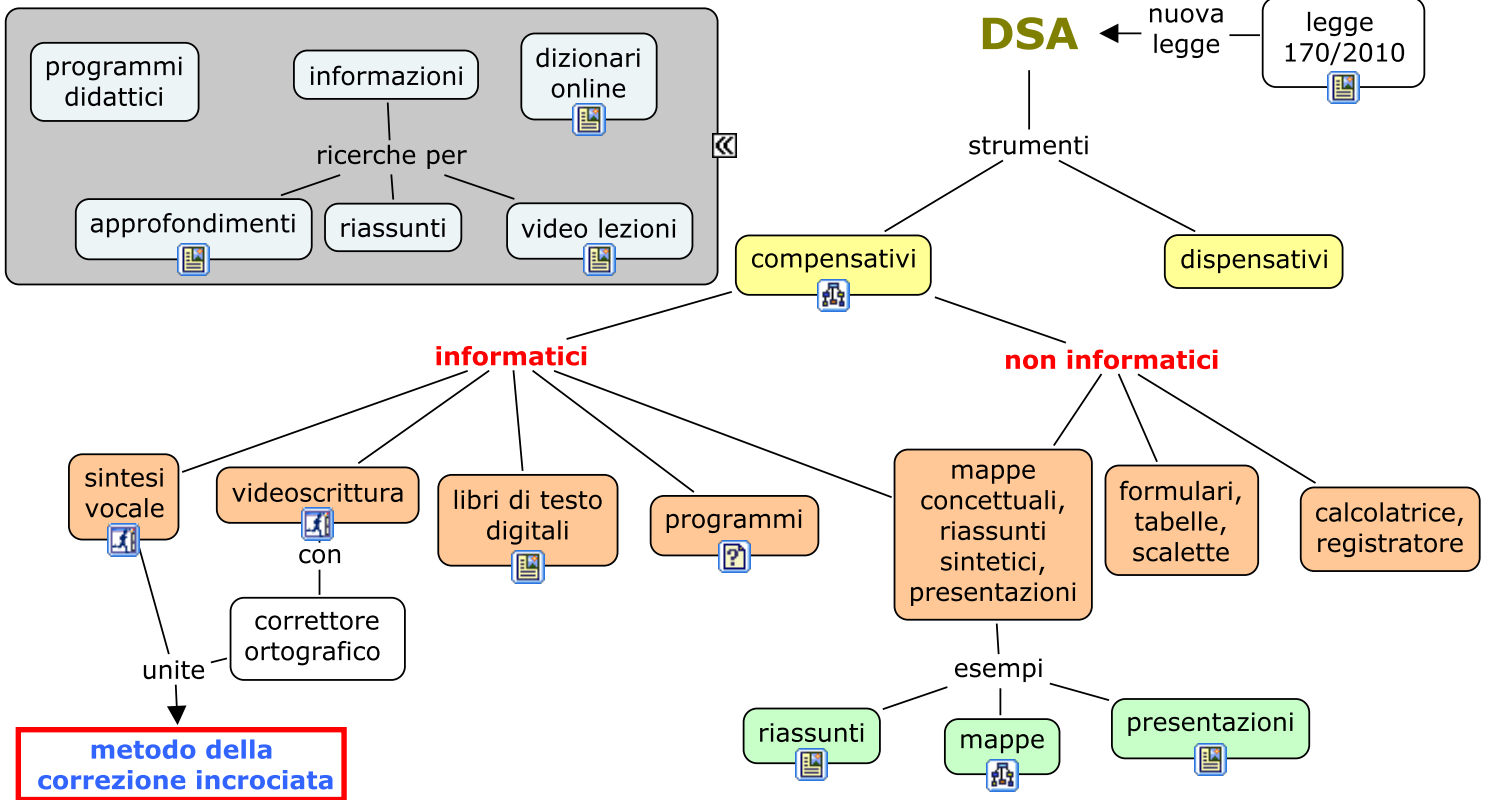 programmi
didattici
informazioni
dizionari
online
ricerche per
approfondimenti
riassunti
video lezioni
DSA
nuova
legge
legge
170/2010
strumenti
compensativi
dispensativi
informatici
non informatici
sintesi
vocale
videoscrittura
libri di testo
digitali
programmi
mappe
concettuali,
riassunti
sintetici,
presentazioni
formulari,
tabelle,
scalette
calcolatrice,
registratore
con
correttore
ortografico
unite
metodo della
correzione incrociata
esempi
riassunti
mappe
presentazioni